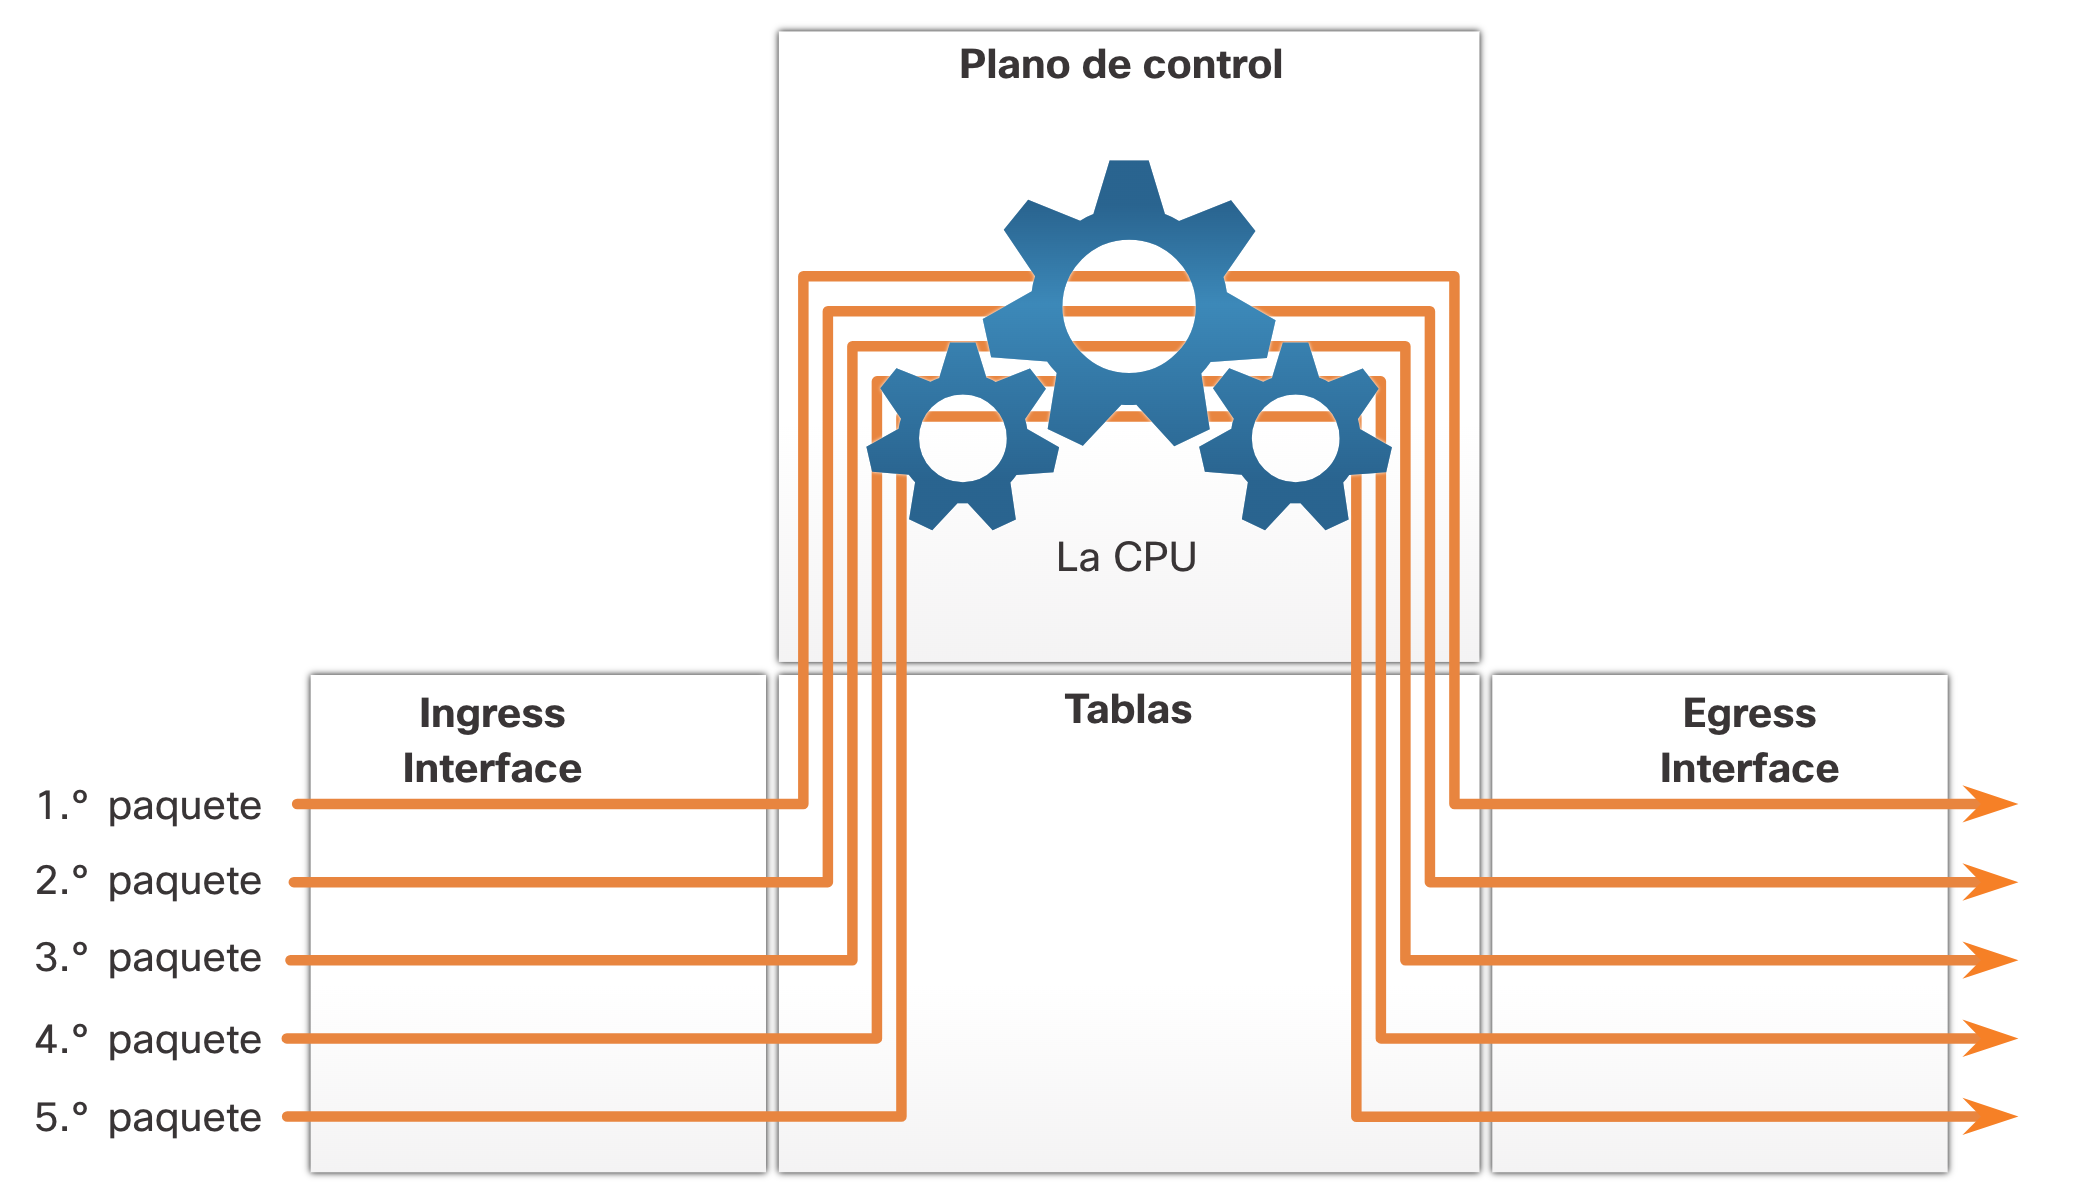 Plano de control
La CPU
Ingress
Interface
Tablas
Egress
Interface
1.º paquete
2.º paquete
3.º paquete
4.º paquete
5.º paquete